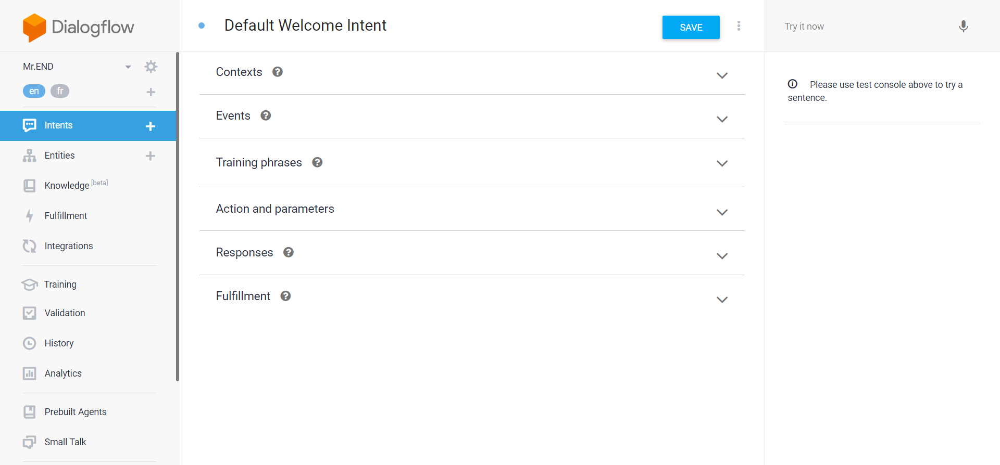 Dialogflow
Mr.END
en fr
Intents
Entities
Knowledge [beta]
Fulfillment
Integrations
Training
Validation
History
Analytics
Prebuilt Agents
Small Talk
Default Welcome Intent
SAVE
Contexts
Events
Training phrases
Action and parameters
Responses
Fulfillment
Try it now
Please use test console above to try a
sentence.